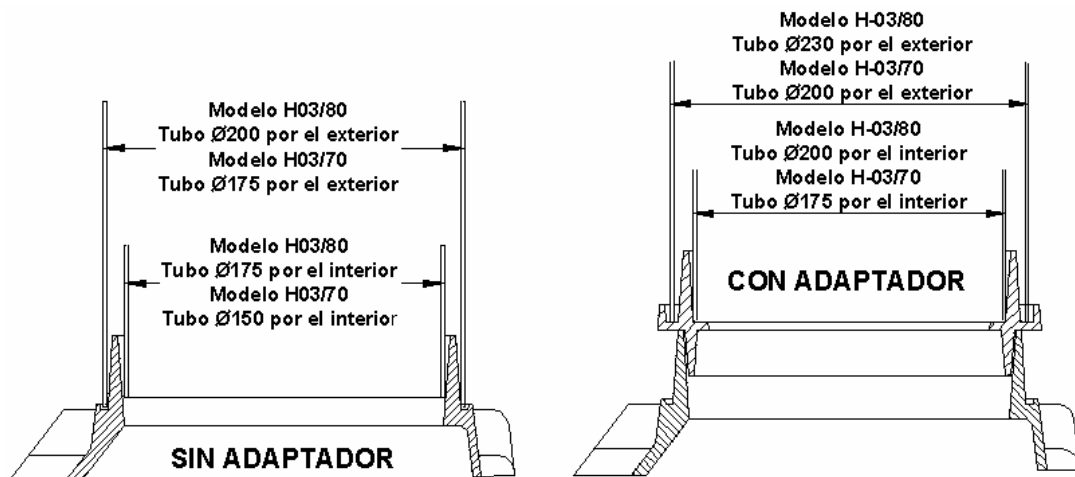 Modelo H03/80
Tubo Ø200 por el exterior
Modelo H03/70
Tubo Ø175 por el exterior
Modelo H03/80
Tubo Ø175 por el interior
Modelo H03/70
Tubo Ø150 por el interior
SIN ADAPTADOR
Modelo H-03/80
Tubo Ø230 por el exterior
Modelo H-03/70
Tubo Ø200 por el exterior
Modelo H-03/80
Tubo Ø200 por el interior
Modelo H-03/70
Tubo Ø175 por el interior
CON ADAPTADOR